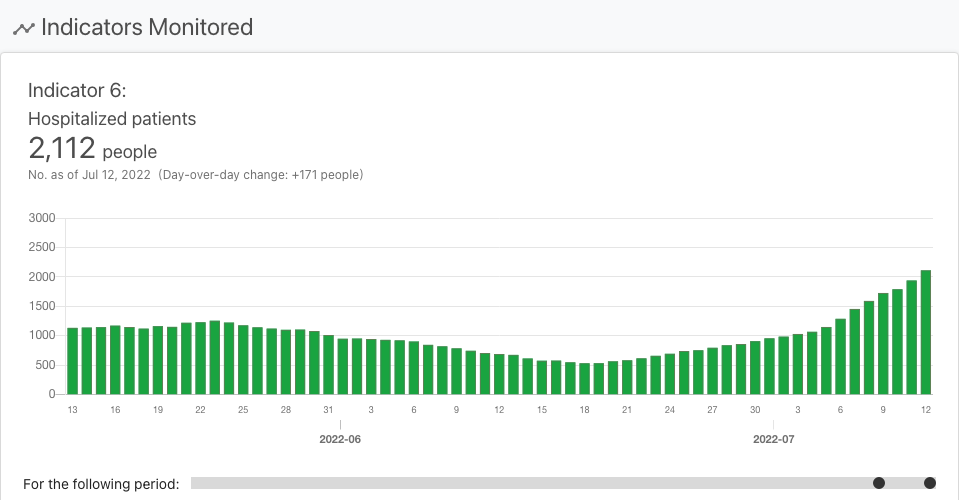 Indicators Monitored
Indicator 6:
Hospitalized patients
2,112 people
No. as of Jul 12, 2022 (Day-over-day change: +171 people)
3000
2500
2000
1500
1000
500
0
13 16 19 22 25 28 31 3 6 9 12 15 18 21 24 27 30 3 6 9 12
2022-06 2022-07
For the following period: